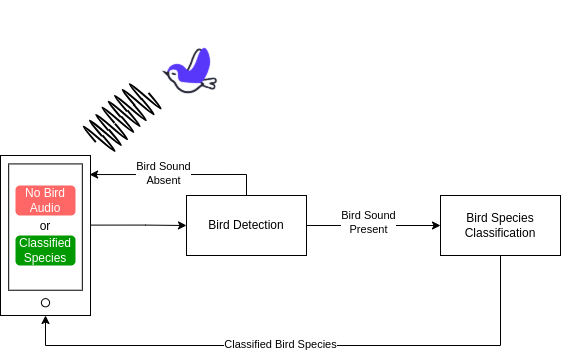 Bird Sound
Absent
No Bird
Audio
or
Classified
Species
Bird Detection
Bird Sound
Present
Bird Species
Classification
Classified Bird Species